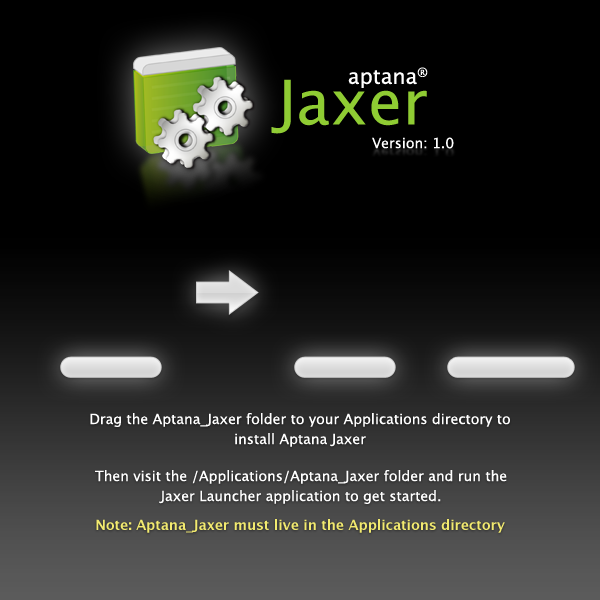 aptana®
Jaxer
Version: 1.0
Drag the Aptana_Jaxer folder to your Applications directory to
install Aptana Jaxer
Then visit the /Applications/Aptana_Jaxer folder and run the
Jaxer Launcher application to get started.
Note: Aptana_Jaxer must live in the Applications directory